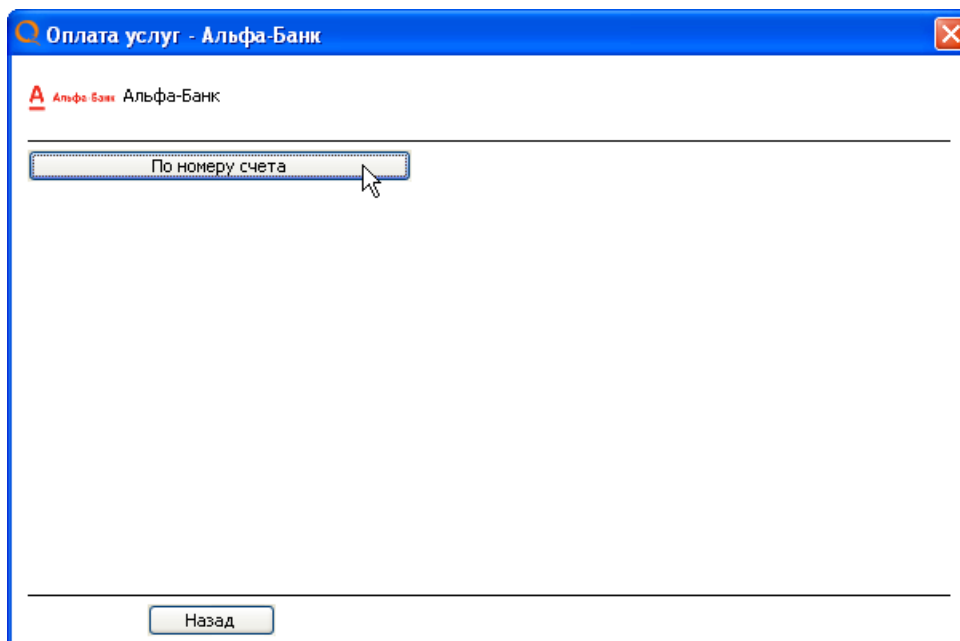 Оплата услуг - Альфа-Банк
А Альфа·Банк Альфа-Банк
По номеру счета
Назад